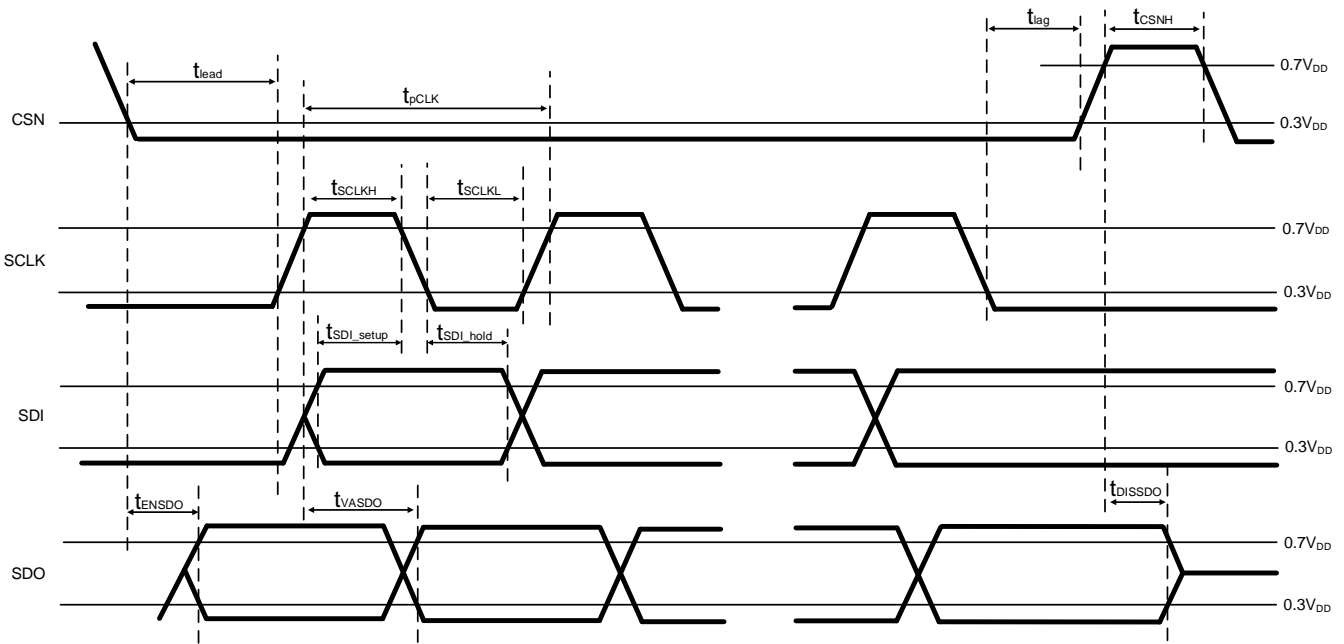 tlag
tCSNH
tlead
0.7VDD
tpCLK
CSN
0.3VDD
tSCLKH
tSCLKL
0.7VDD
SCLK
0.3VDD
tSDI_setup
tSDI_hold
0.7VDD
SDI
0.3VDD
tENSDO
tVASDO
tDISSDO
0.7VDD
SDO
0.3VDD